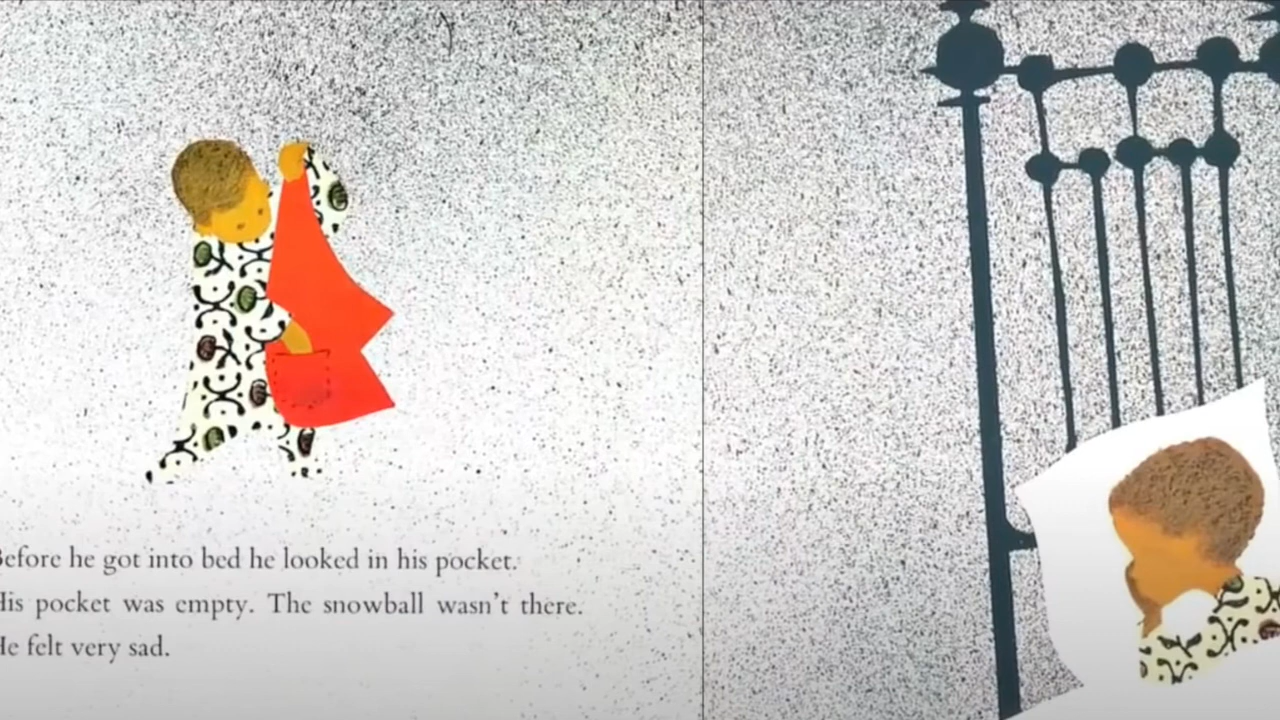 Before he got into bed he looked in his pocket.
His pocket was empty. The snowball wasn't there.
He felt very sad.